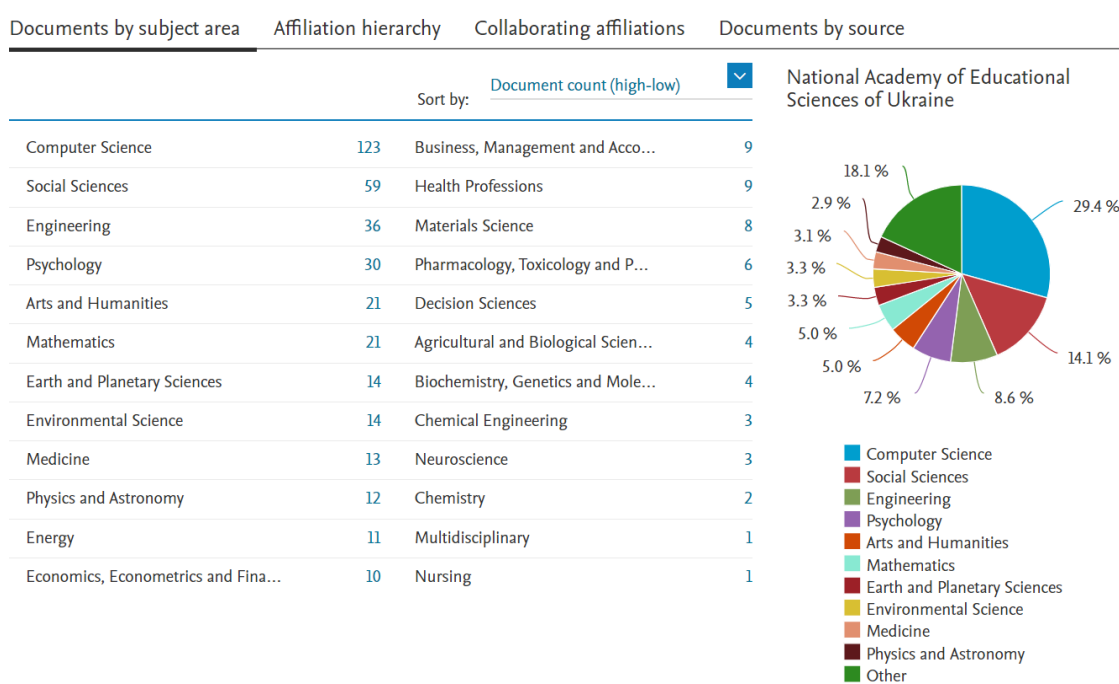 Documents by subject area Affiliation hierarchy Collaborating affiliations Documents by source
Sort by: Document count (high-low)
Computer Science 123 Business, Management and Acco... 9
Social Sciences 59 Health Professions 9
Engineering 36 Materials Science 8
Psychology 30 Pharmacology, Toxicology and P... 6
Arts and Humanities 21 Decision Sciences 5
Mathematics 21 Agricultural and Biological Scien... 4
Earth and Planetary Sciences 14 Biochemistry, Genetics and Mole... 4
Environmental Science 14 Chemical Engineering 3
Medicine 13 Neuroscience 3
Physics and Astronomy 12 Chemistry 2
Energy 11 Multidisciplinary 1
Economics, Econometrics and Fina... 10 Nursing 1
National Academy of Educational
Sciences of Ukraine
18.1 %
29.4 %
2.9 %
3.1 %
3.3 %
3.3 %
5.0 %
5.0 %
14.1 %
7.2 %
8.6 %
Computer Science
Social Sciences
Engineering
Psychology
Arts and Humanities
Mathematics
Earth and Planetary Sciences
Environmental Science
Medicine
Physics and Astronomy
Other